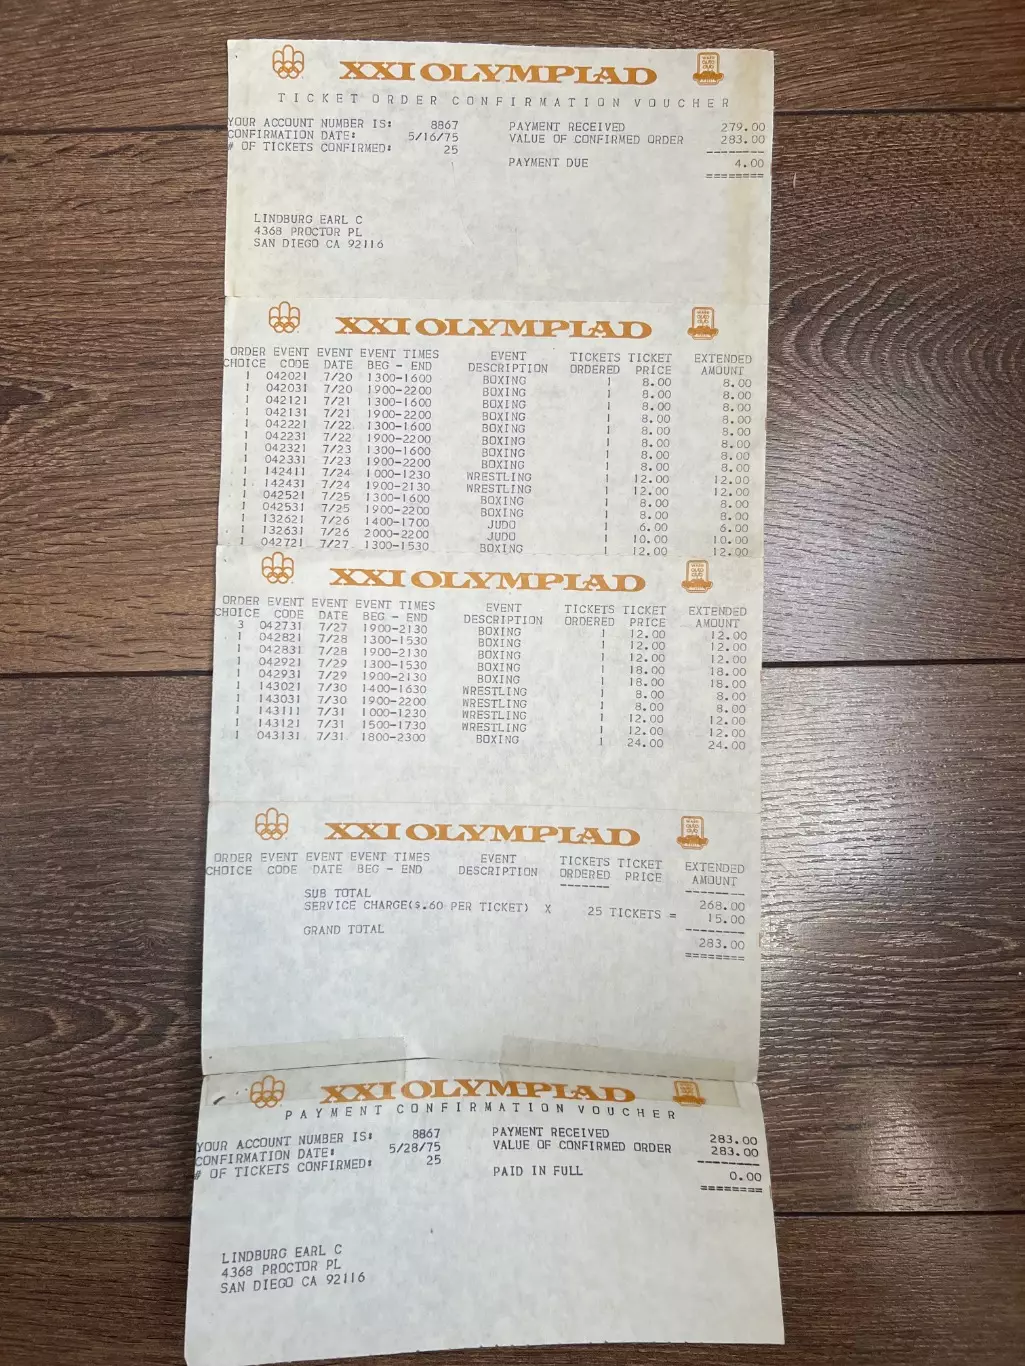 XXI OLYMPIAD
TICKET ORDER CONFIRMATION VOUCHER
YOUR ACCOUNT NUMBER IS: 8867 PAYMENT RECEIVED 279.00
CONFIRMATION DATE: 5/16/75 VALUE OF CONFIRMED ORDER 283.00
# OF TICKETS CONFIRMED: 25
PAYMENT DUE 4.00
LINDBURG EARL C
4368 PROCTOR PL
SAN DIEGO CA 92116
XXI OLYMPIAD
ORDER EVENT EVENT EVENT TIMES EVENT TICKETS TICKET EXTENDED
CHOICE CODE DATE BEG - END DESCRIPTION ORDERED PRICE AMOUNT
1 042021 7/20 1300-1600 BOXING 1 8.00 8.00
1 042031 7/20 1900-2200 BOXING 1 8.00 8.00
1 042121 7/21 1300-1600 BOXING 1 8.00 8.00
1 042131 7/21 1900-2200 BOXING 1 8.00 8.00
1 042221 7/22 1300-1600 BOXING 1 8.00 8.00
1 042231 7/22 1900-2200 BOXING 1 8.00 8.00
1 042321 7/23 1300-1600 BOXING 1 8.00 8.00
1 042331 7/23 1900-2200 BOXING 1 8.00 8.00
1 142411 7/24 1000-1230 WRESTLING 1 12.00 12.00
1 142431 7/24 1900-2130 WRESTLING 1 12.00 12.00
1 042521 7/25 1300-1600 BOXING 1 8.00 8.00
1 042531 7/25 1900-2200 BOXING 1 8.00 8.00
1 132621 7/26 1400-1700 JUDO 1 6.00 6.00
1 132631 7/26 2000-2200 JUDO 1 10.00 10.00
1 042721 7/27 1300-1530 BOXING 1 12.00 12.00
XXI OLYMPIAD
ORDER EVENT EVENT EVENT TIMES EVENT TICKETS TICKET EXTENDED
CHOICE CODE DATE BEG - END DESCRIPTION ORDERED PRICE AMOUNT
3 042731 7/27 1900-2130 BOXING 1 12.00 12.00
1 042821 7/28 1300-1530 BOXING 1 12.00 12.00
1 042831 7/28 1900-2130 BOXING 1 12.00 12.00
1 042921 7/29 1300-1530 BOXING 1 18.00 18.00
1 042931 7/29 1900-2130 BOXING 1 18.00 18.00
1 143021 7/30 1400-1630 WRESTLING 1 8.00 8.00
1 143031 7/30 1900-2200 WRESTLING 1 8.00 8.00
1 143111 7/31 1000-1230 WRESTLING 1 12.00 12.00
1 143121 7/31 1500-1730 WRESTLING 1 12.00 12.00
1 043131 7/31 1800-2300 BOXING 1 24.00 24.00
XXI OLYMPIAD
ORDER EVENT EVENT EVENT TIMES EVENT TICKETS TICKET EXTENDED
CHOICE CODE DATE BEG - END DESCRIPTION ORDERED PRICE AMOUNT
SUB TOTAL 268.00
SERVICE CHARGE($.60 PER TICKET) X 25 TICKETS = 15.00
GRAND TOTAL 283.00
XXI OLYMPIAD
PAYMENT CONFIRMATION VOUCHER
YOUR ACCOUNT NUMBER IS: 8867 PAYMENT RECEIVED 283.00
CONFIRMATION DATE: 5/28/75 VALUE OF CONFIRMED ORDER 283.00
# OF TICKETS CONFIRMED: 25
PAID IN FULL 0.00
LINDBURG EARL C
4368 PROCTOR PL
SAN DIEGO CA 92116